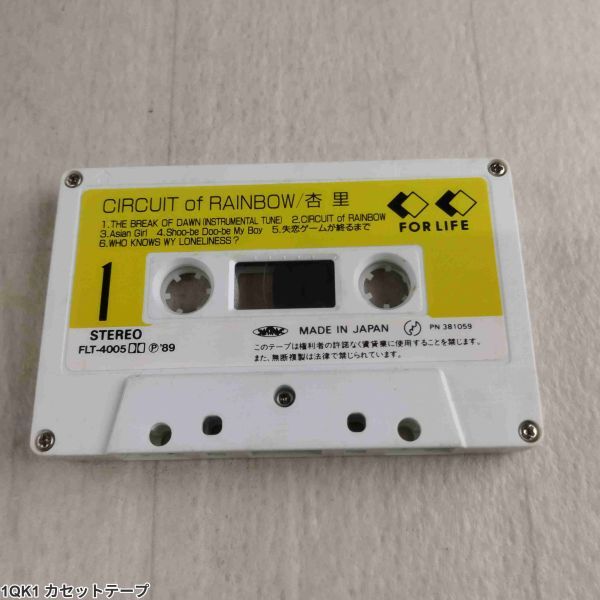 CIRCUIT of RAINBOW/杏 里
1.THE BREAK OF DAWN(INSTRUMENTAL TUNE) 2.CIRCUIT of RAINBOW
3.Asian Girl 4.Shoo-be Doo-be My Boy 5.失恋ゲームが終るまで
6.WHO KNOWS WY LONELINESS?
FOR LIFE
1
STEREO
FLT-4005 ℗'89
MADE IN JAPAN
PN 381059
このテープは権利者の許諾なく賃貸業に使用することを禁じます。
また、無断複製は法律で禁じられています。
1QK1 カセットテープ